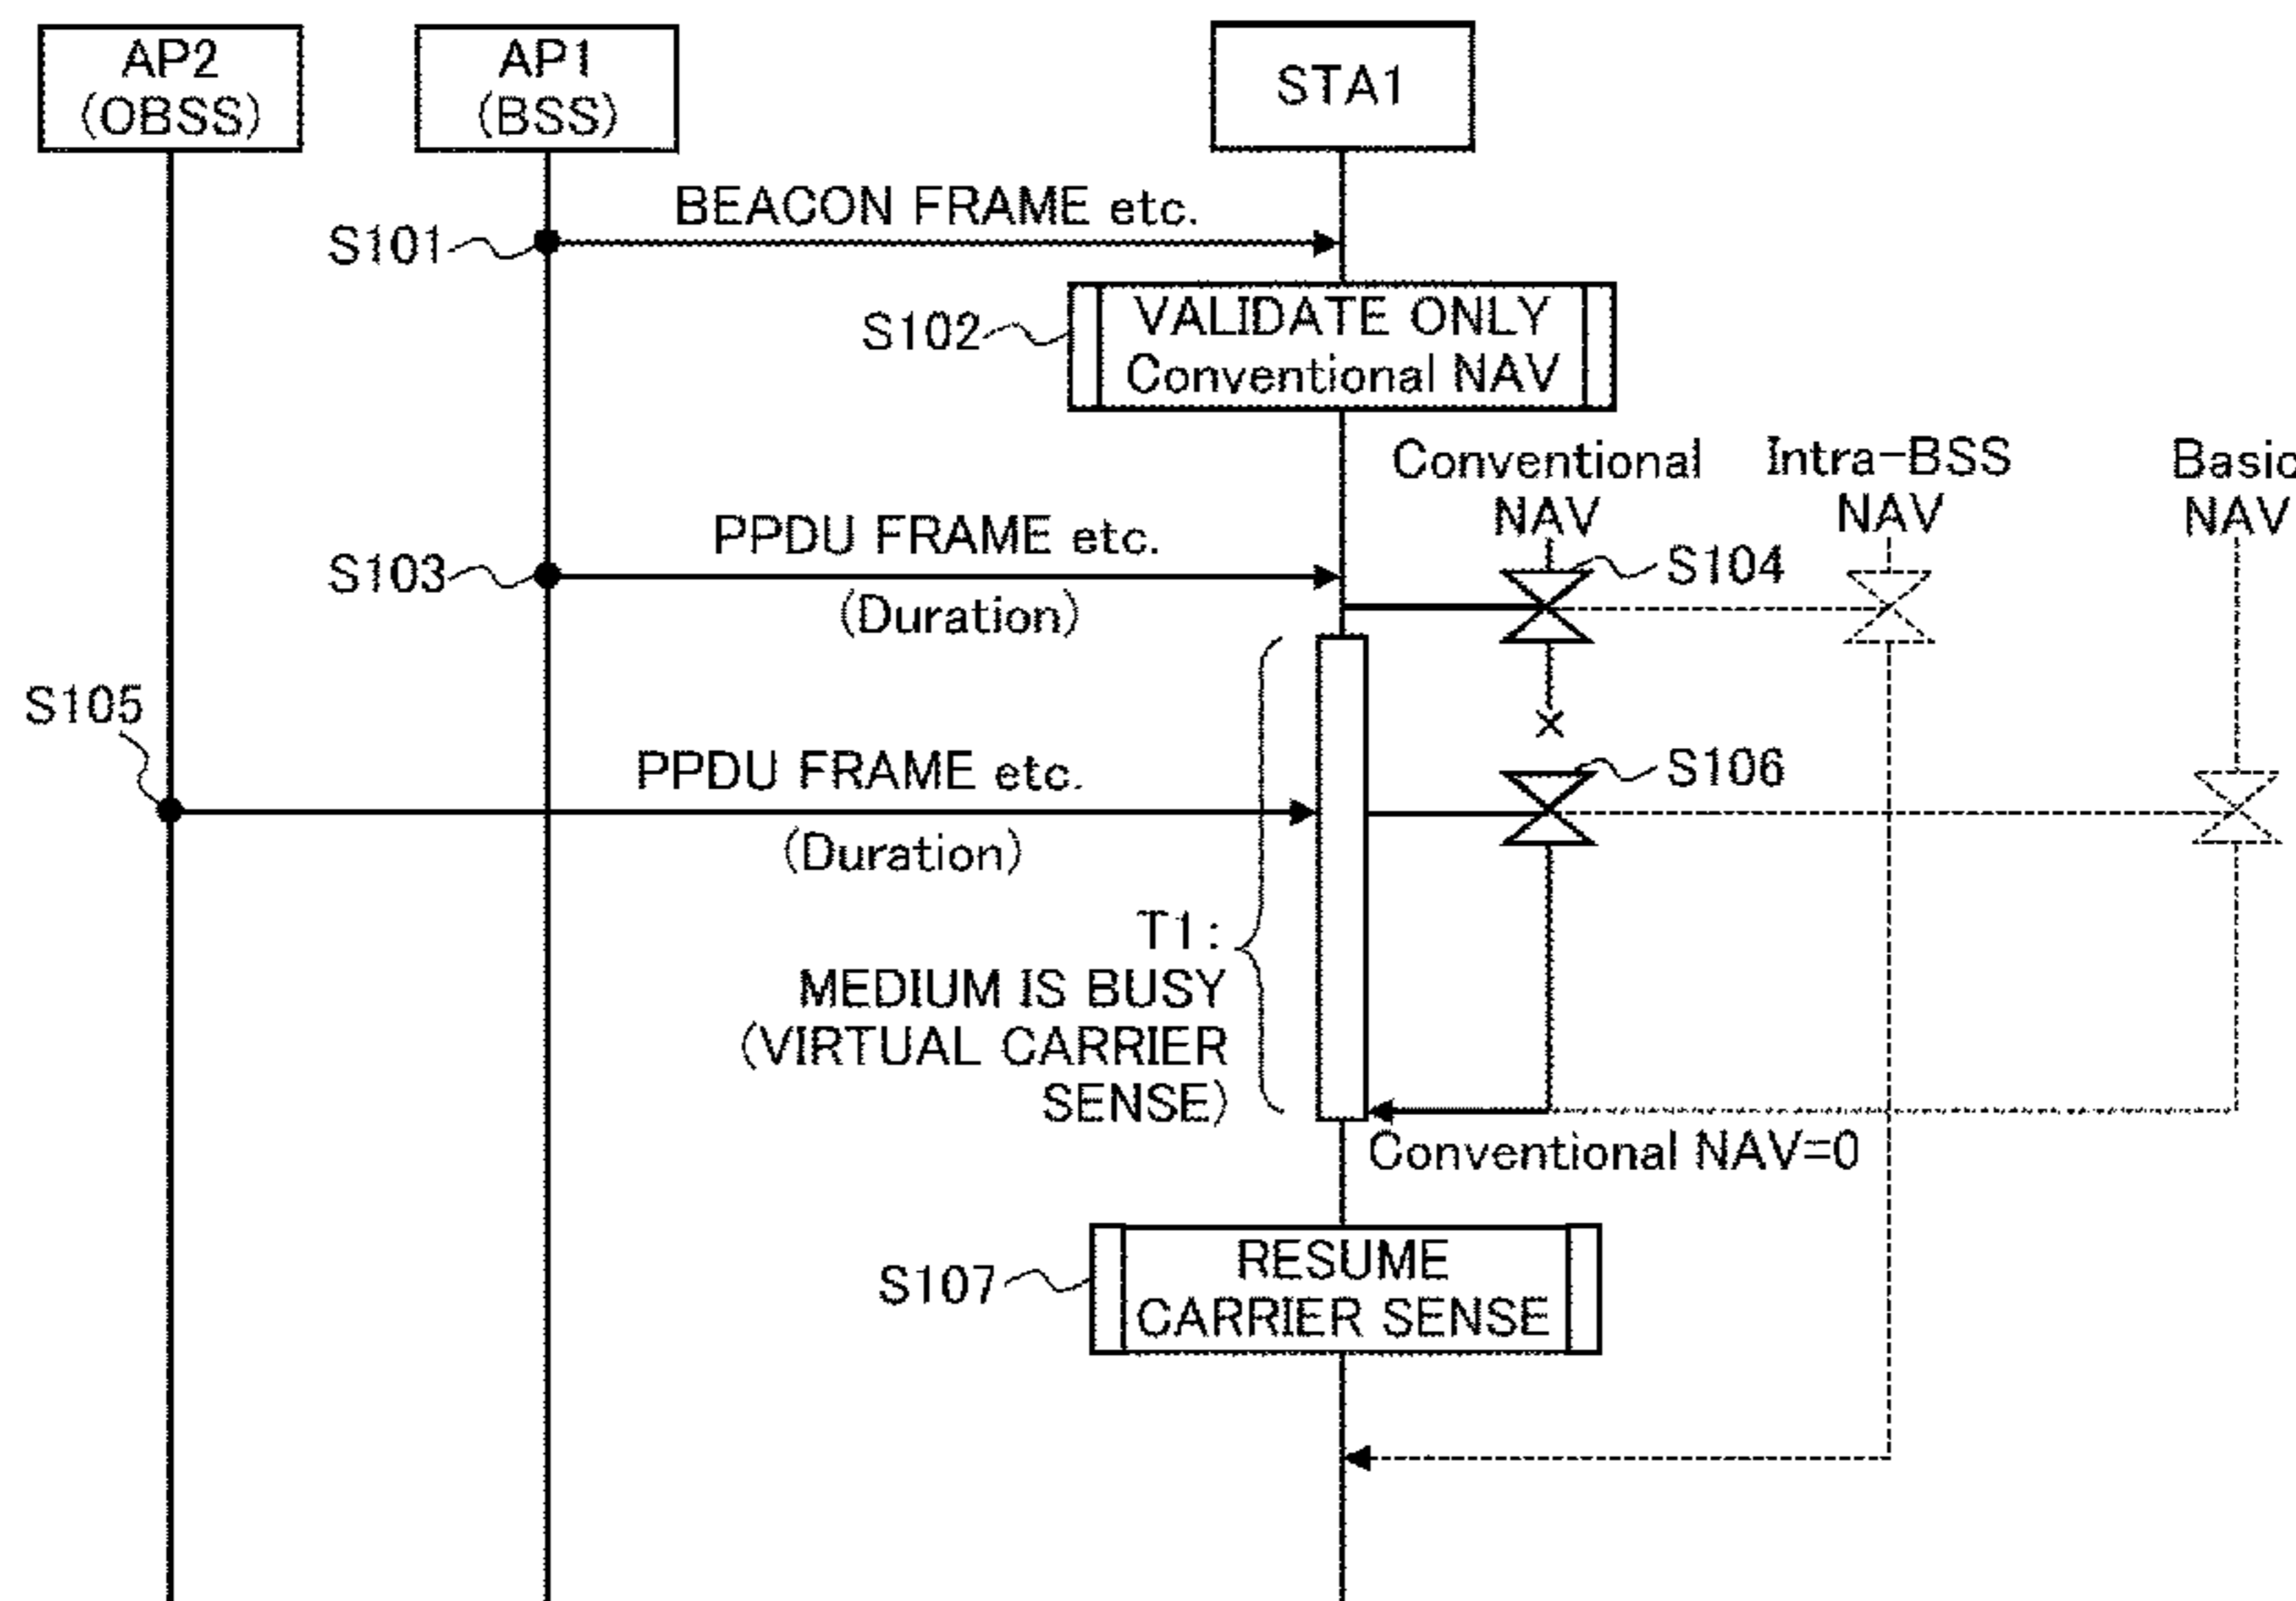 AP2
(OBSS)
AP1
(BSS)
STA1
BEACON FRAME etc.
S101
S102
VALIDATE ONLY
Conventional NAV
Conventional
NAV
Intra-BSS
NAV
Basic
NAV
PPDU FRAME etc.
S103
(Duration)
S104
S105
PPDU FRAME etc.
(Duration)
S106
T1:
MEDIUM IS BUSY
(VIRTUAL CARRIER
SENSE)
Conventional NAV=0
S107
RESUME
CARRIER SENSE